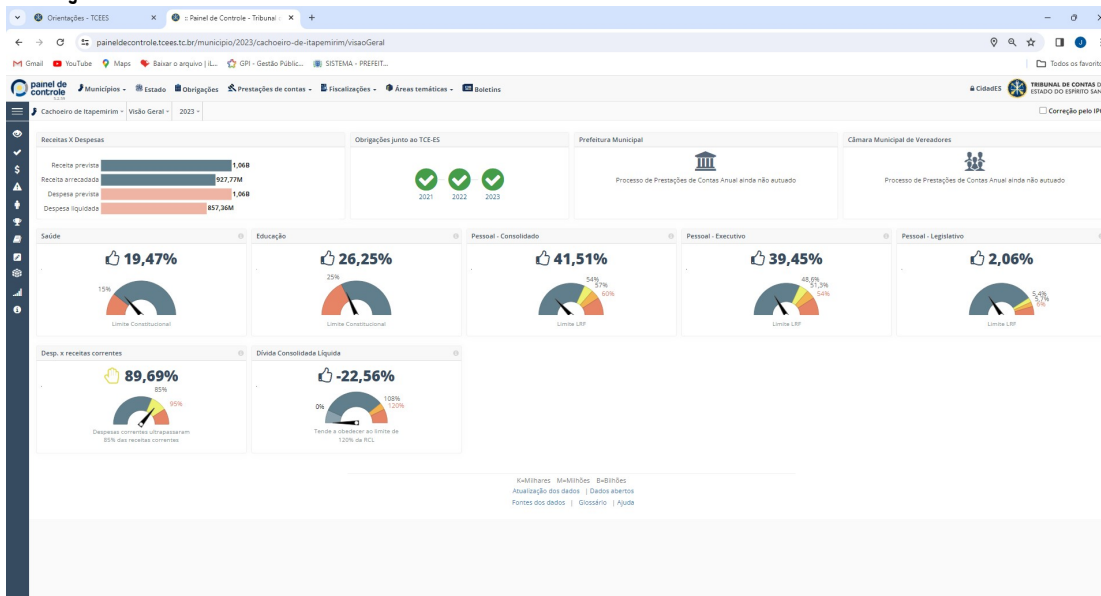 Orientações - TCEES
:: Painel de Controle - Tribunal
paineldecontrole.tcees.tc.br/municipio/2023/cachoeiro-de-itapemirim/visaoGeral
Gmail YouTube Maps Baixar o arquivo | iL... GPI - Gestão Públic... SISTEMA - PREFEIT... Todos os favorito
painel de controle Municípios Estado Obrigações Prestações de contas Fiscalizações Áreas temáticas Boletins CidadES
TRIBUNAL DE CONTAS D
ESTADO DO ESPÍRITO SAN
Cachoeiro de Itapemirim Visão Geral 2023 Correção pelo IP
Receitas X Despesas
Receita prevista 1,06B
Receita arrecadada 927,77M
Despesa prevista 1,06B
Despesa liquidada 857,36M
Obrigações junto ao TCE-ES
2021 2022 2023
Prefeitura Municipal
Processo de Prestações de Contas Anual ainda não autuado
Câmara Municipal de Vereadores
Processo de Prestações de Contas Anual ainda não autuado
Saúde
19,47%
15%
Limite Constitucional
Educação
26,25%
25%
Limite Constitucional
Pessoal - Consolidado
41,51%
54%
57%
60%
Limite LRF
Pessoal - Executivo
39,45%
48,6%
51,3%
54%
Limite LRF
Pessoal - Legislativo
2,06%
5,4%
5,7%
6%
Limite LRF
Desp. x receitas correntes
89,69%
85%
95%
Despesas correntes ultrapassaram
85% das receitas correntes
Dívida Consolidada Líquida
-22,56%
0%
108%
120%
Tende a obedecer ao limite de
120% da RCL
K=Milhares M=Milhões B=Bilhões
Atualização dos dados | Dados abertos
Fontes dos dados | Glossário | Ajuda